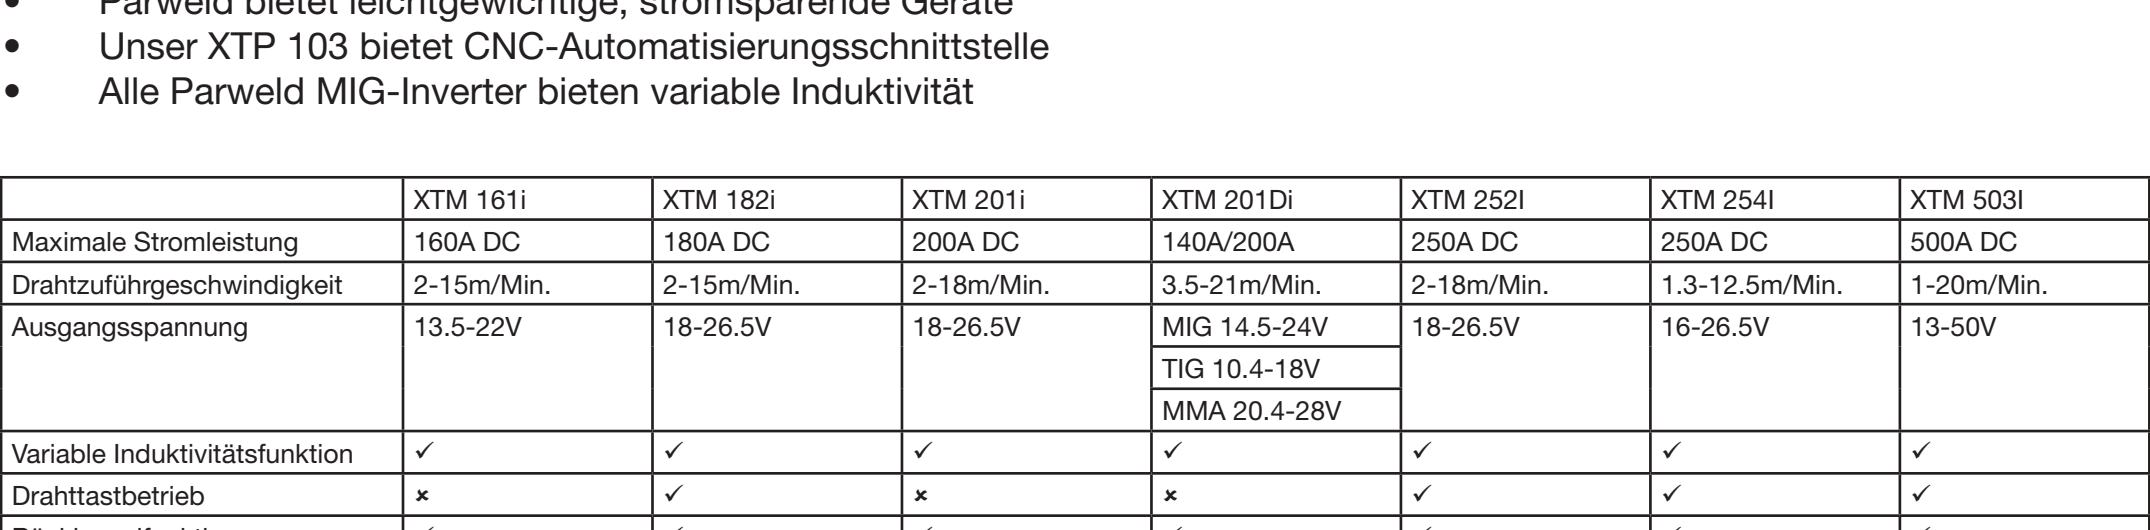 • Parweld bietet leichtgewichtige, stromsparende Geräte
• Unser XTP 103 bietet CNC-Automatisierungsschnittstelle
• Alle Parweld MIG-Inverter bieten variable Induktivität
XTM 161i XTM 182i XTM 201i XTM 201Di XTM 252I XTM 254I XTM 503I
Maximale Stromleistung 160A DC 180A DC 200A DC 140A/200A 250A DC 250A DC 500A DC
Drahtzuführgeschwindigkeit 2-15m/Min. 2-15m/Min. 2-18m/Min. 3.5-21m/Min. 2-18m/Min. 1.3-12.5m/Min. 1-20m/Min.
Ausgangsspannung 13.5-22V 18-26.5V 18-26.5V MIG 14.5-24V 18-26.5V 16-26.5V 13-50V
TIG 10.4-18V
MMA 20.4-28V
Variable Induktivitätsfunktion ✓ ✓ ✓ ✓ ✓ ✓ ✓
Drahttastbetrieb ✗ ✓ ✗ ✗ ✓ ✓ ✓